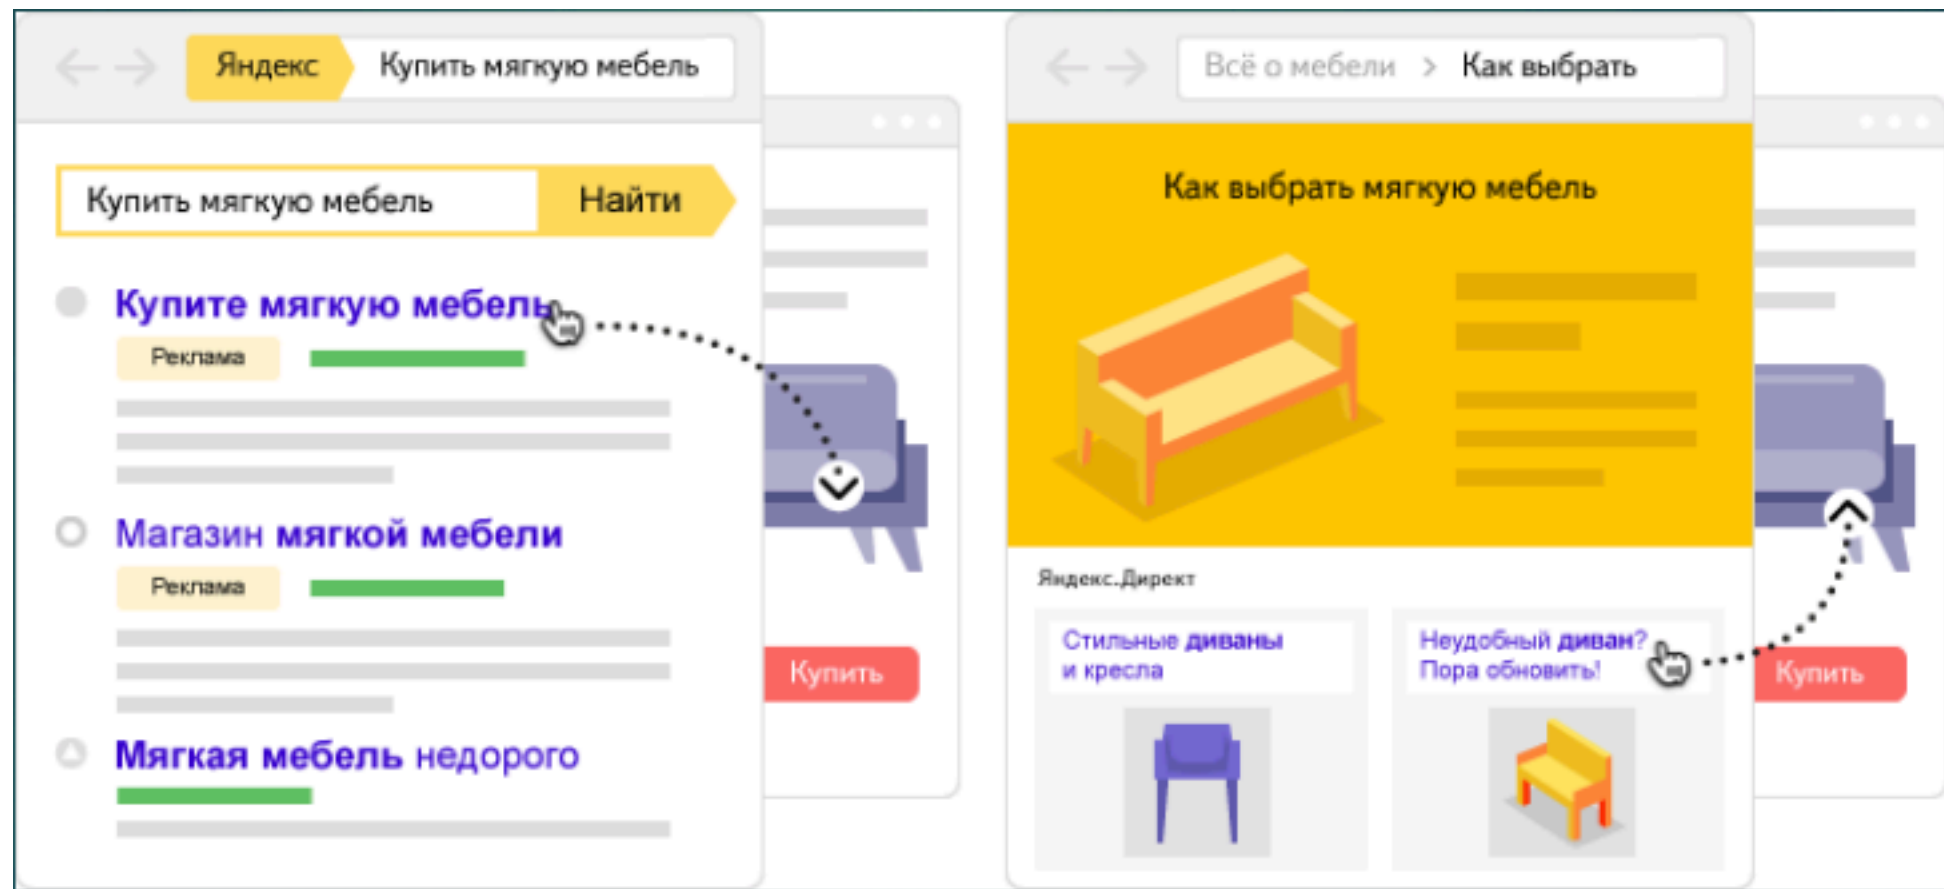 Яндекс Купить мягкую мебель
Купить мягкую мебель Найти
Купите мягкую мебель
Реклама
Магазин мягкой мебели
Реклама
Мягкая мебель недорого
Купить
Всё о мебели > Как выбрать
Как выбрать мягкую мебель
Яндекс.Директ
Стильные диваны
и кресла
Неудобный диван?
Пора обновить!
Купить